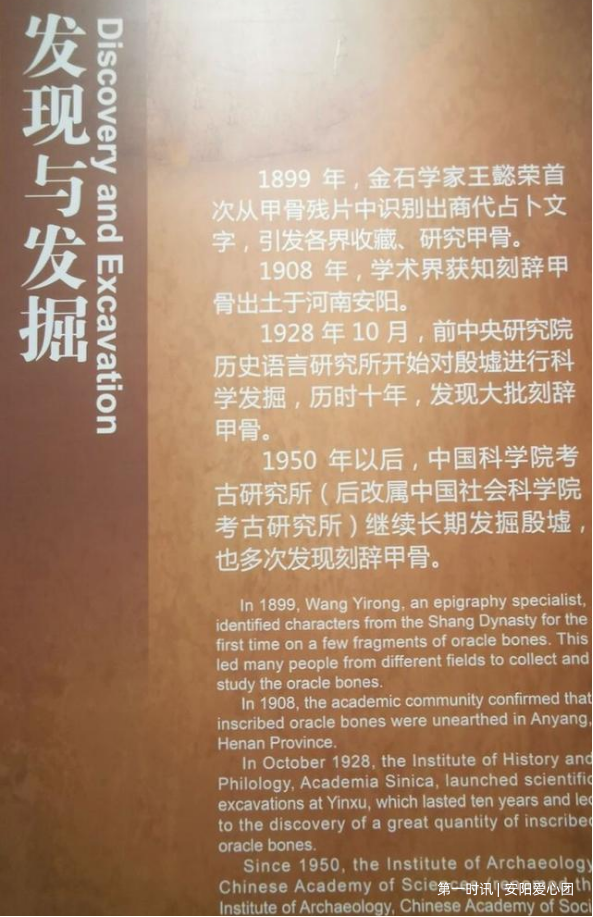 发现与发掘
Discovery and Excavation
1899 年，金石学家王懿荣首
次从甲骨残片中识别出商代占卜文
字，引发各界收藏、研究甲骨。
1908 年，学术界获知刻辞甲
骨出土于河南安阳。
1928 年 10 月，前中央研究院
历史语言研究所开始对殷墟进行科
学发掘，历时十年，发现大批刻辞
甲骨。
1950 年以后，中国科学院考
古研究所（后改属中国社会科学院
考古研究所）继续长期发掘殷墟，
也多次发现刻辞甲骨。
In 1899, Wang Yirong, an epigraphy specialist,
identified characters from the Shang Dynasty for the
first time on a few fragments of oracle bones. This
led many people from different fields to collect and
study the oracle bones.
In 1908, the academic community confirmed that
inscribed oracle bones were unearthed in Anyang,
Henan Province.
In October 1928, the Institute of History and
Philology, Academia Sinica, launched scientific
excavations at Yinxu, which lasted ten years and led
to the discovery of a great quantity of inscribed
oracle bones.
Since 1950, the Institute of Archaeology
Chinese Academy of Sciences (renamed th
Institute of Archaeology, Chinese Academy of Soci
第一时讯 | 安阳爱心团